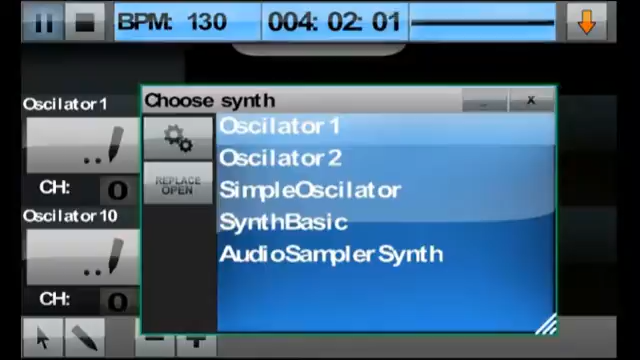 BPM: 130
004: 02: 01
Oscilator 1
CH: 0
Oscilator 10
CH: 0
Choose synth
x
REPLACE
OPEN
Oscilator 1
Oscilator 2
SimpleOscilator
SynthBasic
AudioSamplerSynth